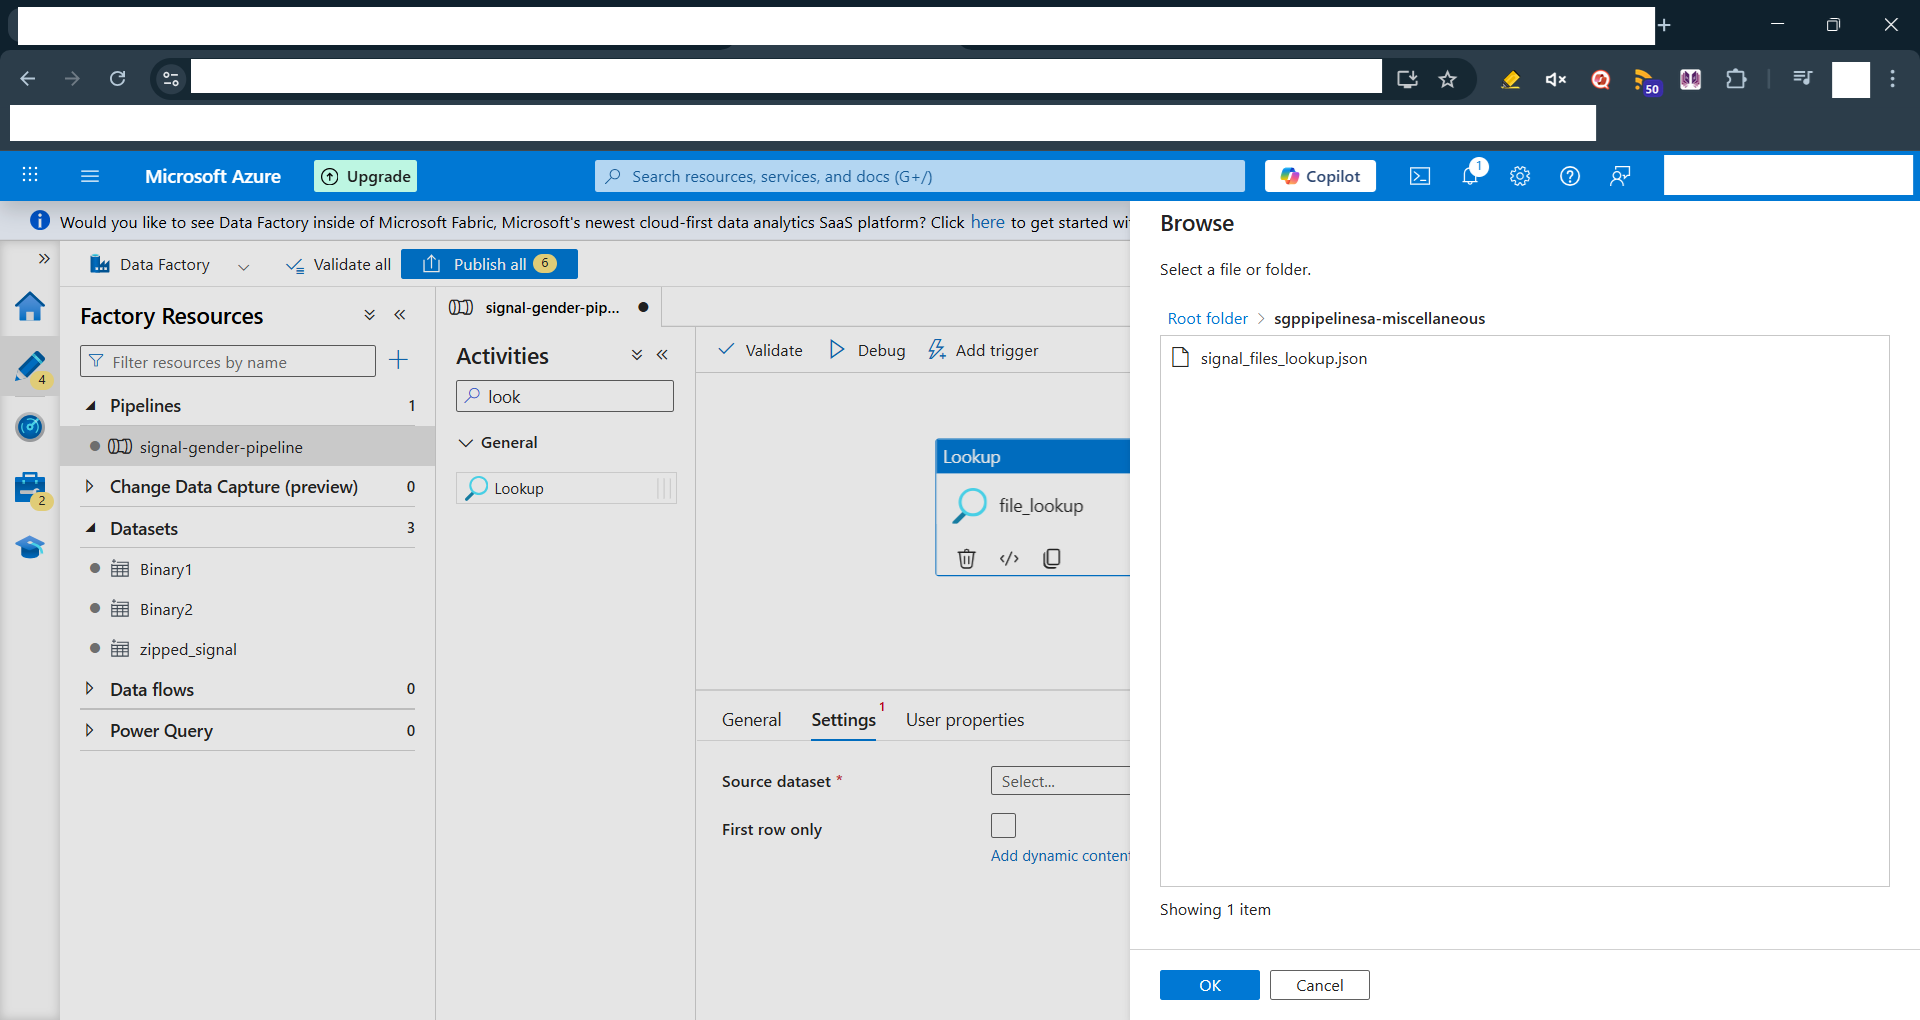 50
Microsoft Azure
Upgrade
Search resources, services, and docs (G+/)
Copilot
1
Would you like to see Data Factory inside of Microsoft Fabric, Microsoft's newest cloud-first data analytics SaaS platform? Click here to get started
Data Factory
Validate all
Publish all 6
4
2
Factory Resources
Filter resources by name
Pipelines 1
signal-gender-pipeline
Change Data Capture (preview) 0
Datasets 3
Binary1
Binary2
zipped_signal
Data flows 0
Power Query 0
signal-gender-pip...
Activities
look
General
Lookup
Validate
Debug
Add trigger
Lookup
file_lookup
General
Settings 1
User properties
Source dataset *
Select...
First row only
Add dynamic content
Browse
Select a file or folder.
Root folder > sgppipelinesa-miscellaneous
signal_files_lookup.json
Showing 1 item
OK
Cancel